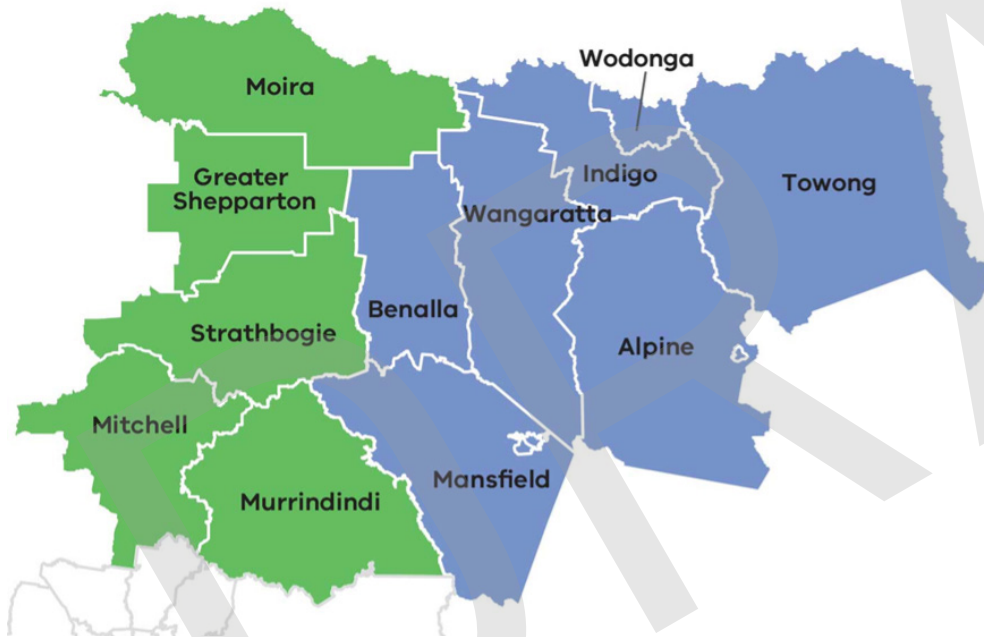 Wodonga
Moira
Greater
Shepparton
Indigo
Towong
Wangaratta
Benalla
Strathbogie
Alpine
Mitchell
Mansfield
Murrindindi